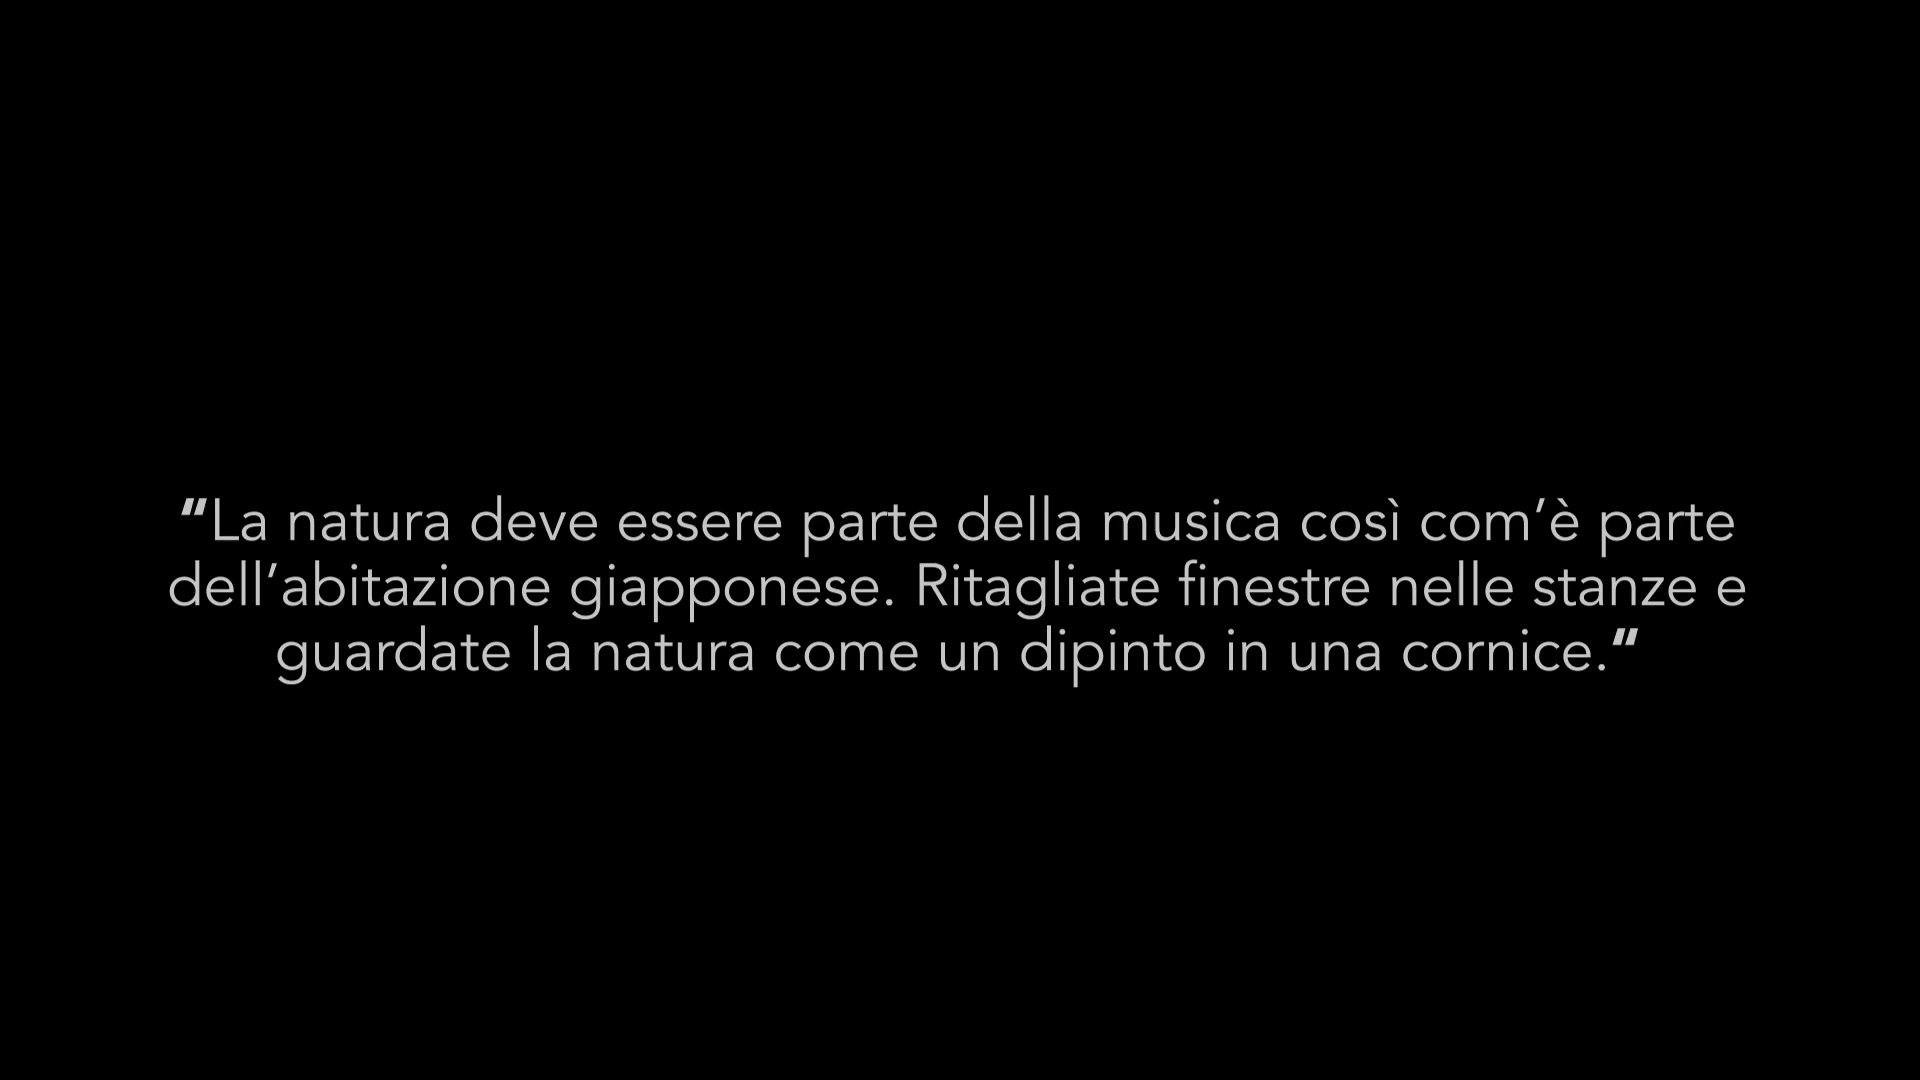 "La natura deve essere parte della musica così com’è parte
dell’abitazione giapponese. Ritagliate finestre nelle stanze e
guardate la natura come un dipinto in una cornice."